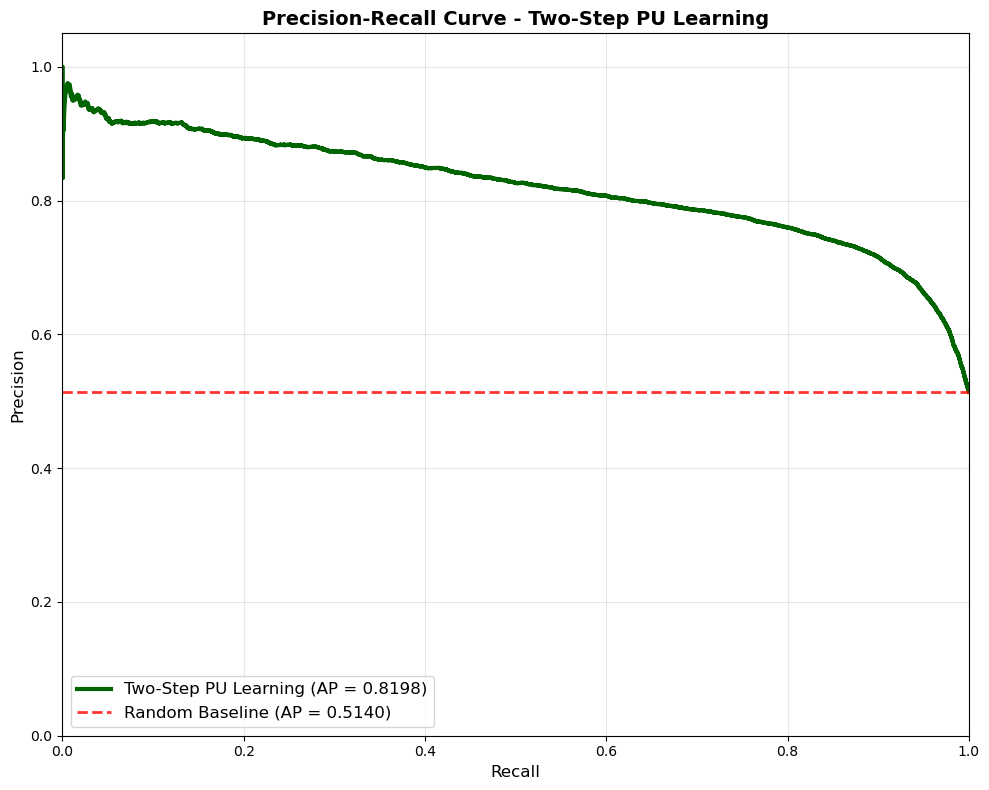 Precision-Recall Curve - Two-Step PU Learning
1.0
0.8
0.6
0.4
0.2
0.0
Precision
Two-Step PU Learning (AP = 0.8198)
Random Baseline (AP = 0.5140)
0.0 0.2 0.4 0.6 0.8 1.0
Recall